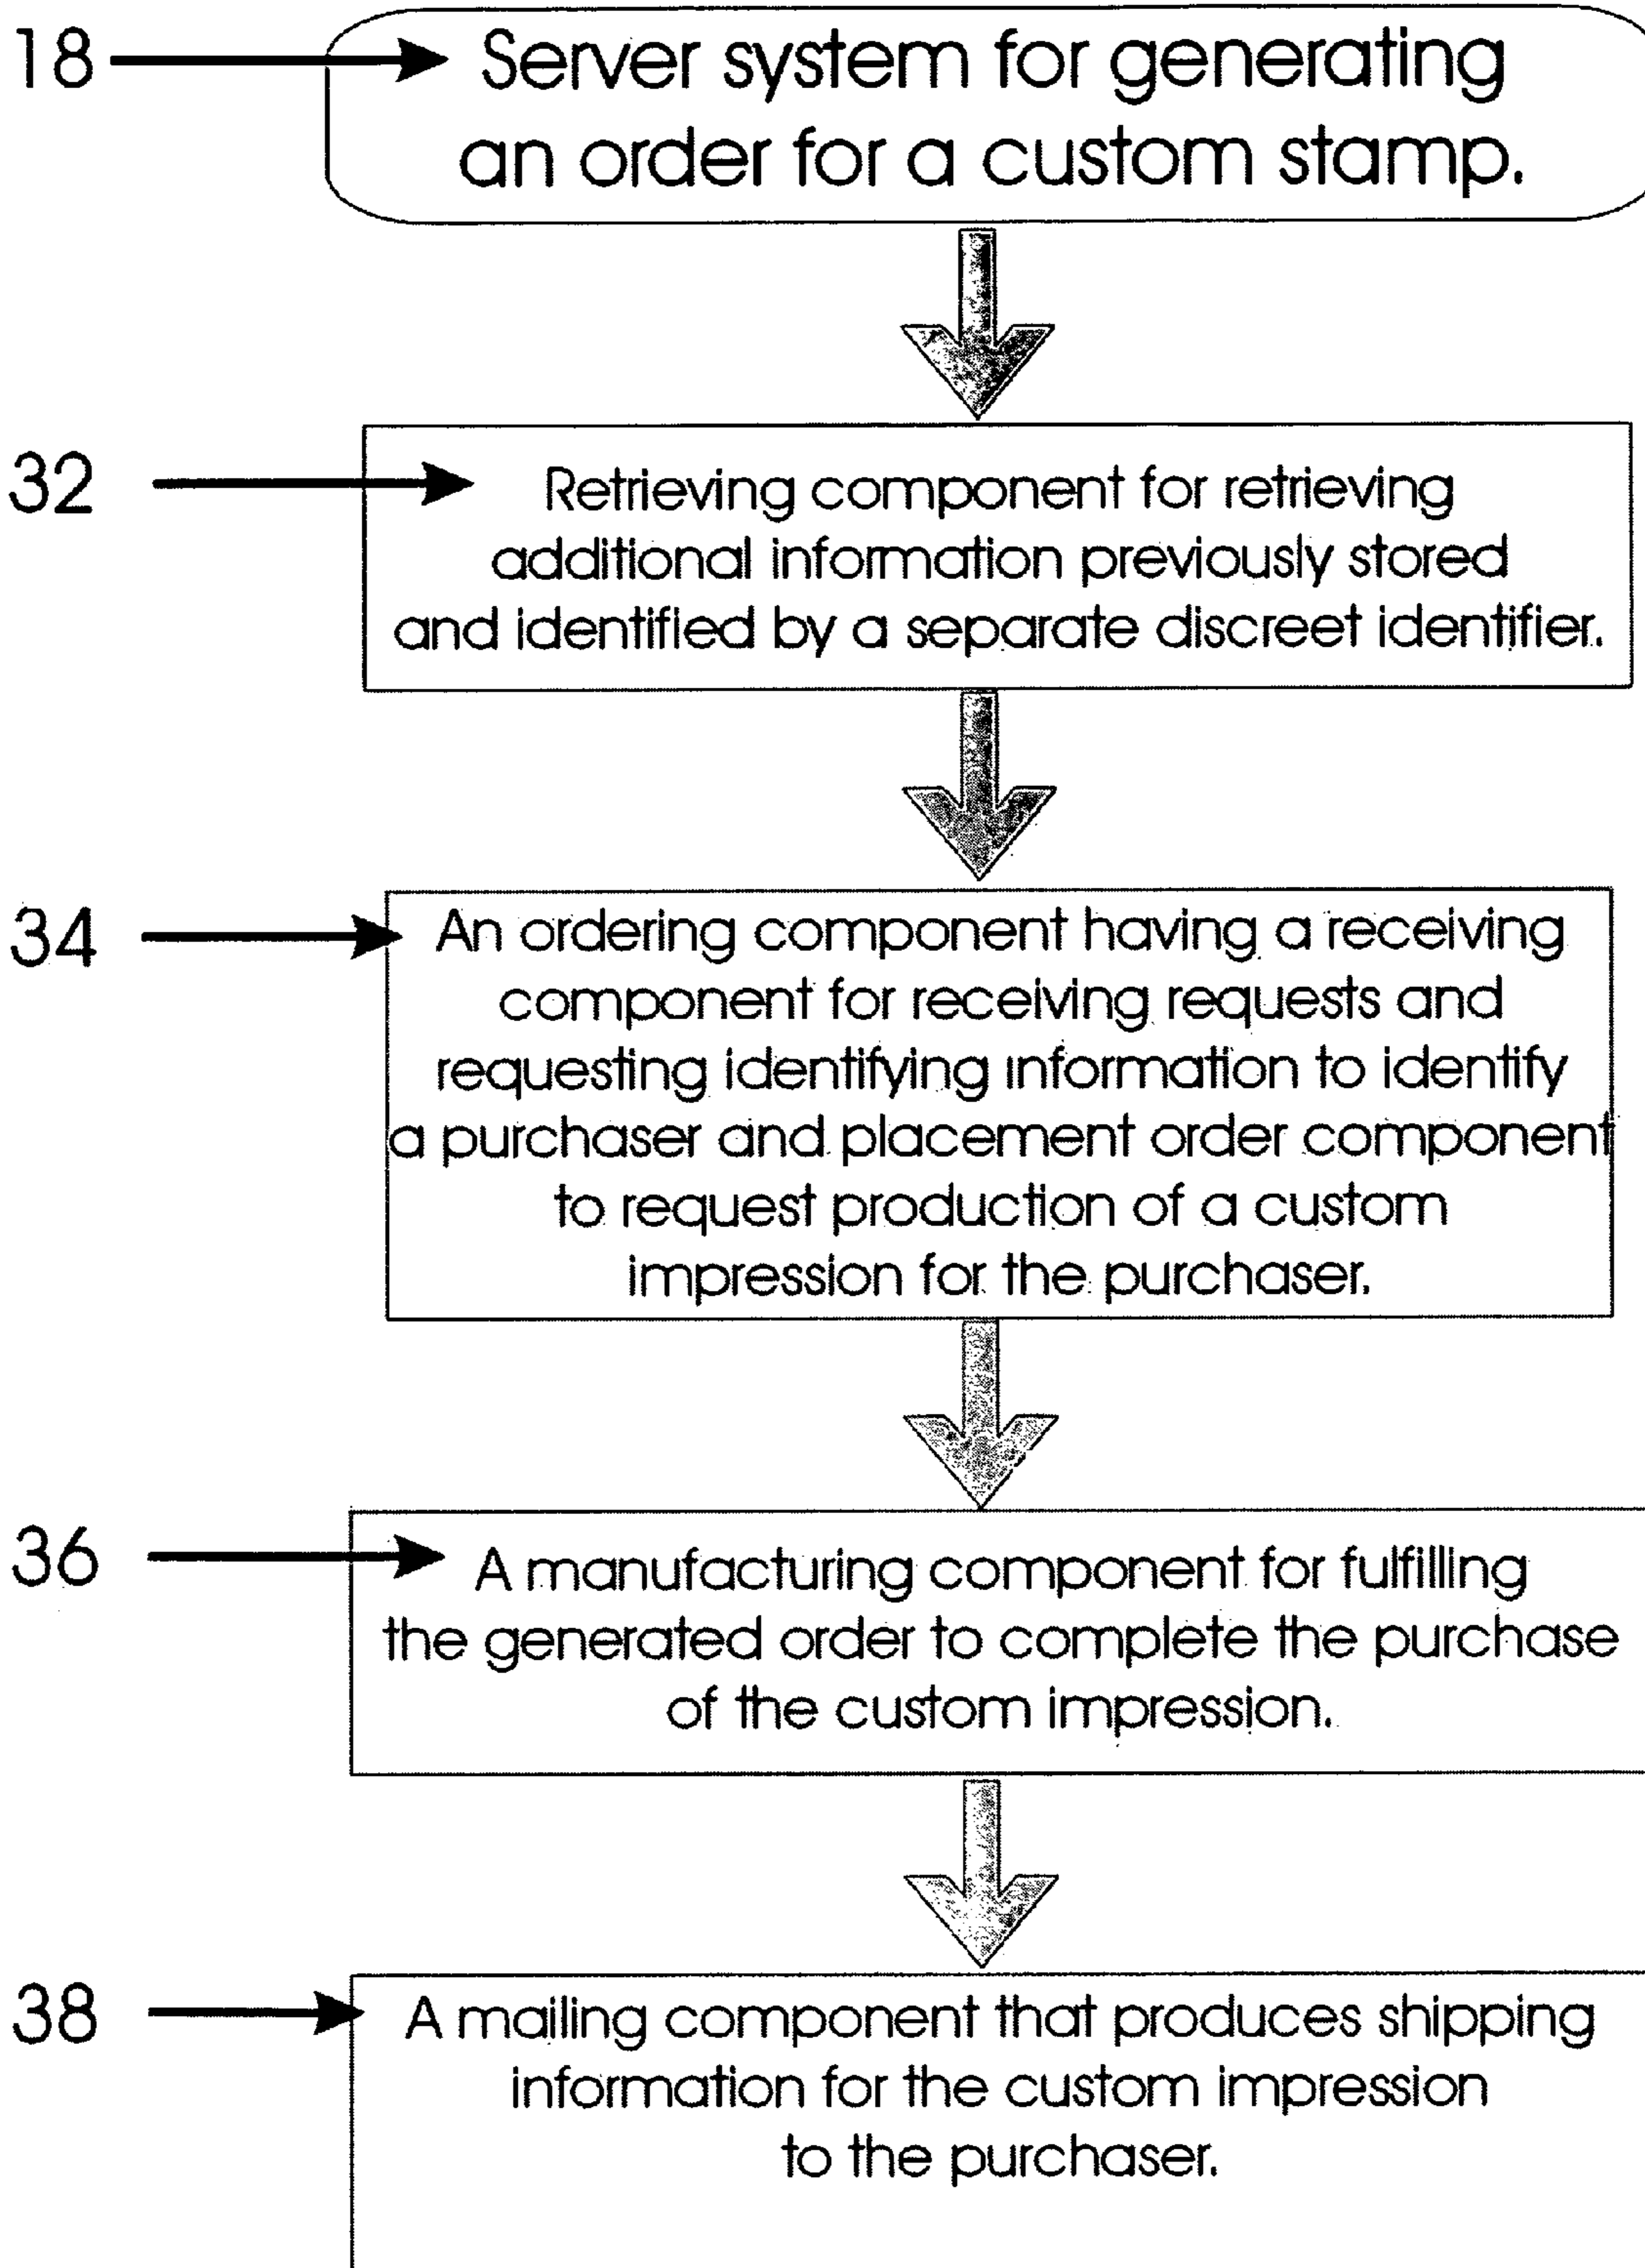 18
Server system for generating
an order for a custom stamp.
32
Retrieving component for retrieving
additional information previously stored
and identified by a separate discreet identifier.
34
An ordering component having a receiving
component for receiving requests and
requesting identifying information to identify
a purchaser and placement order component
to request production of a custom
impression for the purchaser.
36
A manufacturing component for fulfilling
the generated order to complete the purchase
of the custom impression.
38
A mailing component that produces shipping
information for the custom impression
to the purchaser.